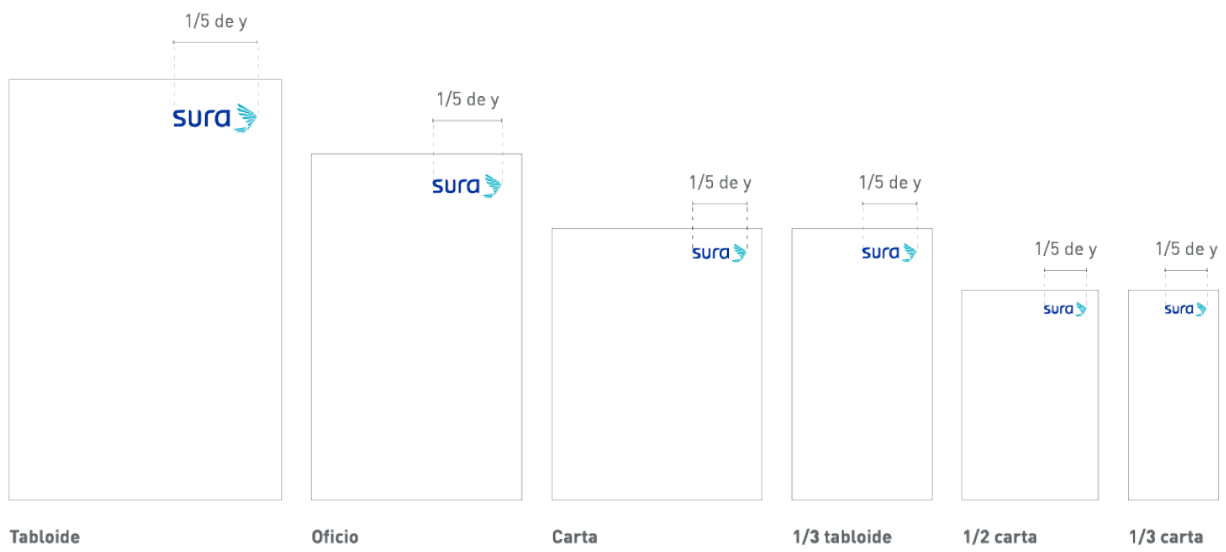 1/5 de y
sura
Tabloide
1/5 de y
sura
Oficio
1/5 de y
sura
Carta
1/5 de y
sura
1/3 tabloide
1/5 de y
sura
1/2 carta
1/5 de y
sura
1/3 carta